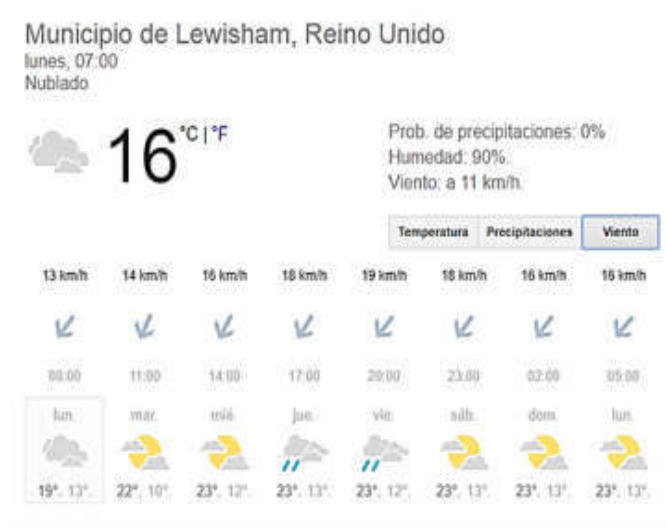 Municipio de Lewisham, Reino Unido
lunes, 07:00
Nublado
16 °C | °F
Prob. de precipitaciones: 0%
Humedad: 90%
Viento: a 11 km/h
Temperatura Precipitaciones Viento
13 km/h 14 km/h 16 km/h 18 km/h 19 km/h 18 km/h 16 km/h 16 km/h
08:00 11:00 14:00 17:00 20:00 23:00 02:00 05:00
lun. mar. mié. jue. vie. sáb. dom. lun.
19°, 13°, 22°, 10°, 23°, 12°, 23°, 13°, 23°, 12°, 23°, 13°, 23°, 13°, 23°, 13°,